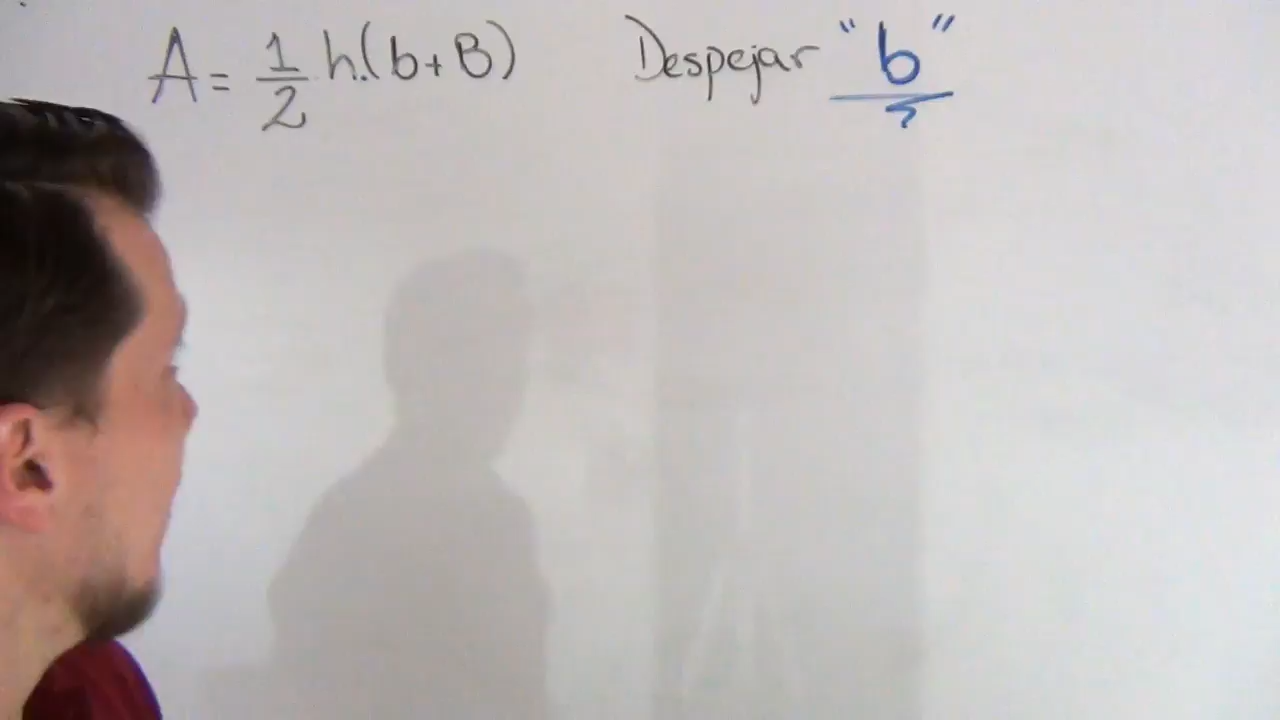 A = 1/2 h.(b+B) Despejar "b"